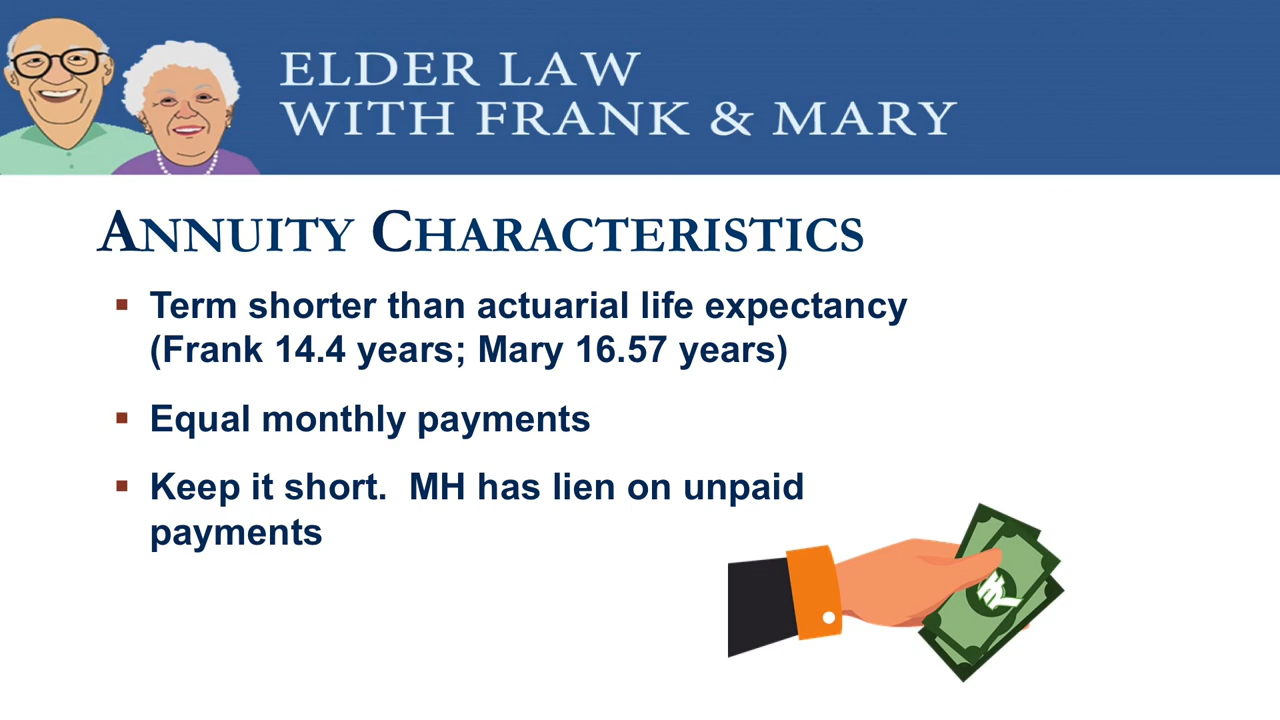 ELDER LAW
WITH FRANK & MARY
ANNUITY CHARACTERISTICS
▪ Term shorter than actuarial life expectancy
(Frank 14.4 years; Mary 16.57 years)
▪ Equal monthly payments
▪ Keep it short.  MH has lien on unpaid
payments
₹